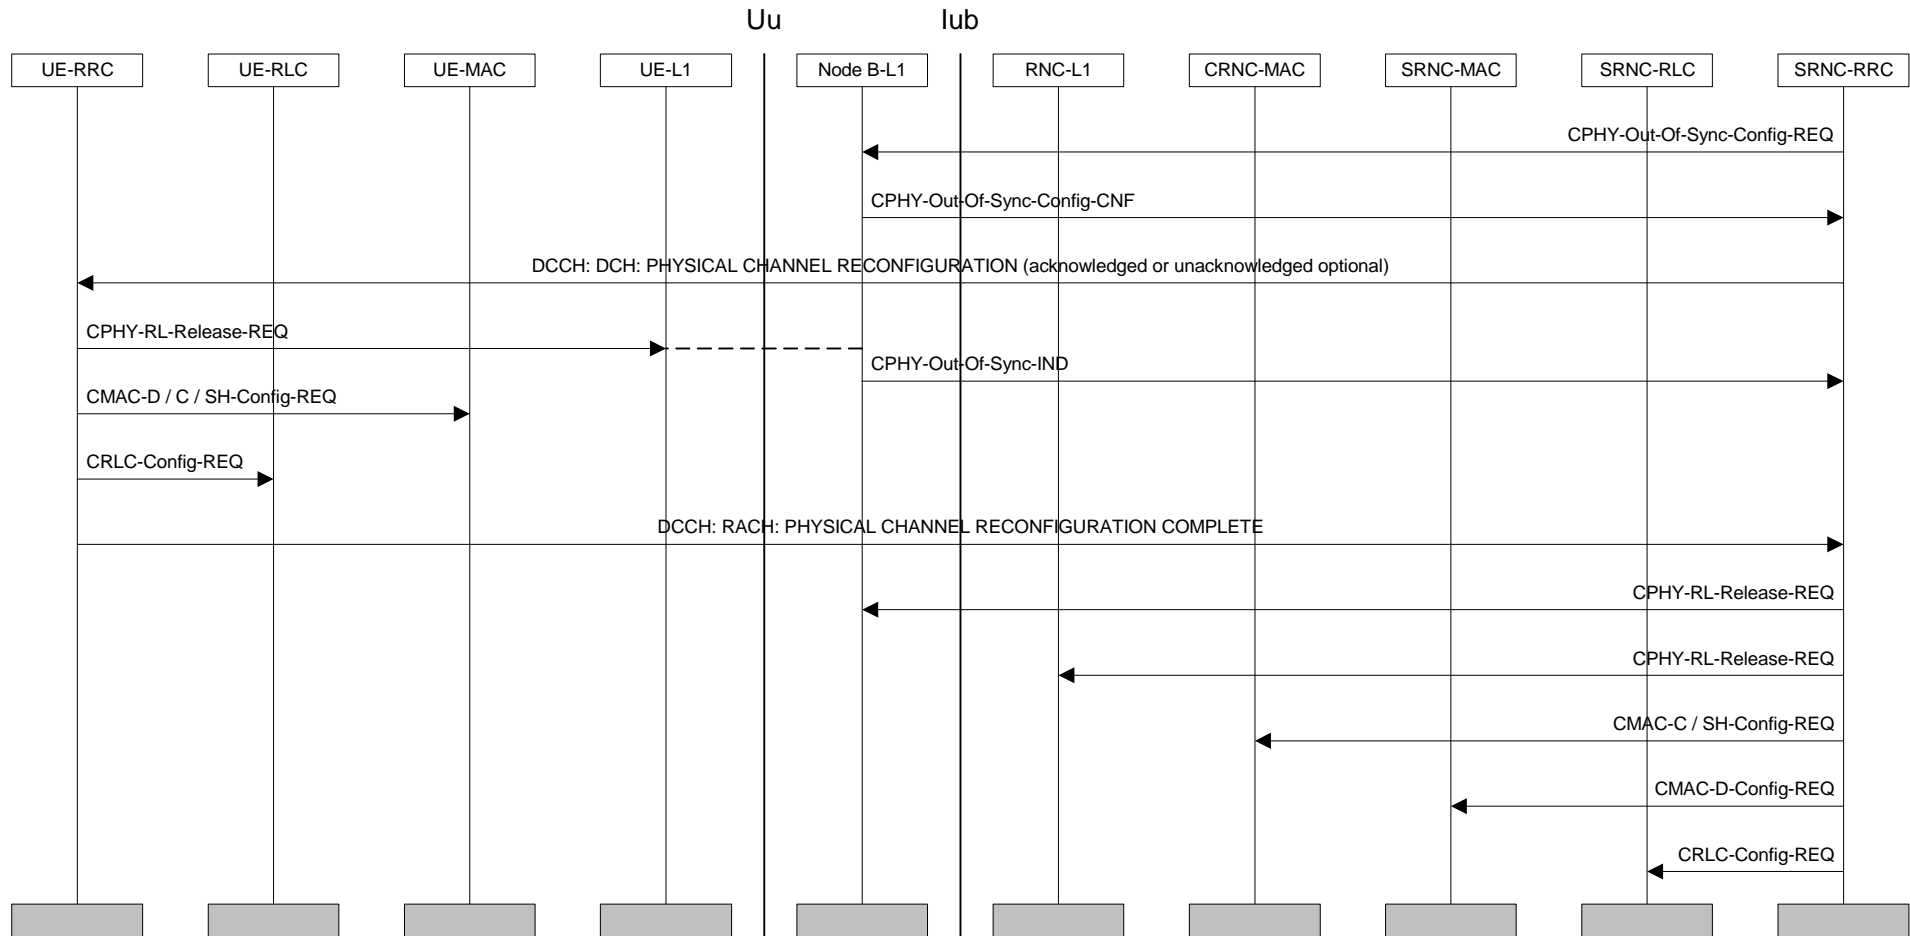 Uu
Iub
UE-RRC
UE-RLC
UE-MAC
UE-L1
Node B-L1
RNC-L1
CRNC-MAC
SRNC-MAC
SRNC-RLC
SRNC-RRC
CPHY-Out-Of-Sync-Config-REQ
CPHY-Out-Of-Sync-Config-CNF
DCCH: DCH: PHYSICAL CHANNEL RECONFIGURATION (acknowledged or unacknowledged optional)
CPHY-RL-Release-REQ
CPHY-Out-Of-Sync-IND
CMAC-D / C / SH-Config-REQ
CRLC-Config-REQ
DCCH: RACH: PHYSICAL CHANNEL RECONFIGURATION COMPLETE
CPHY-RL-Release-REQ
CPHY-RL-Release-REQ
CMAC-C / SH-Config-REQ
CMAC-D-Config-REQ
CRLC-Config-REQ